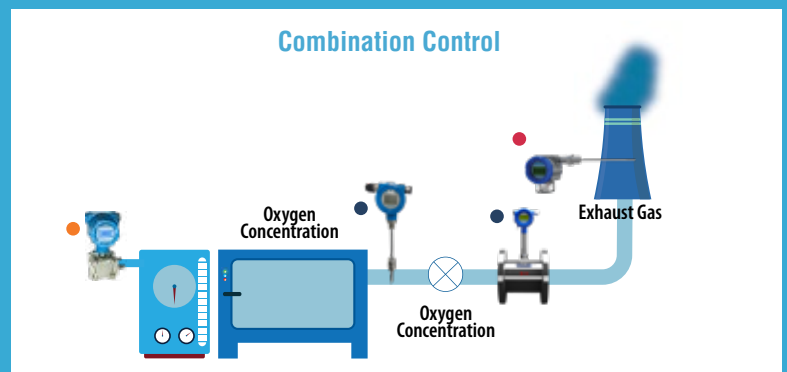 Combination Control
Oxygen
Concentration
Exhaust Gas
Oxygen
Concentration